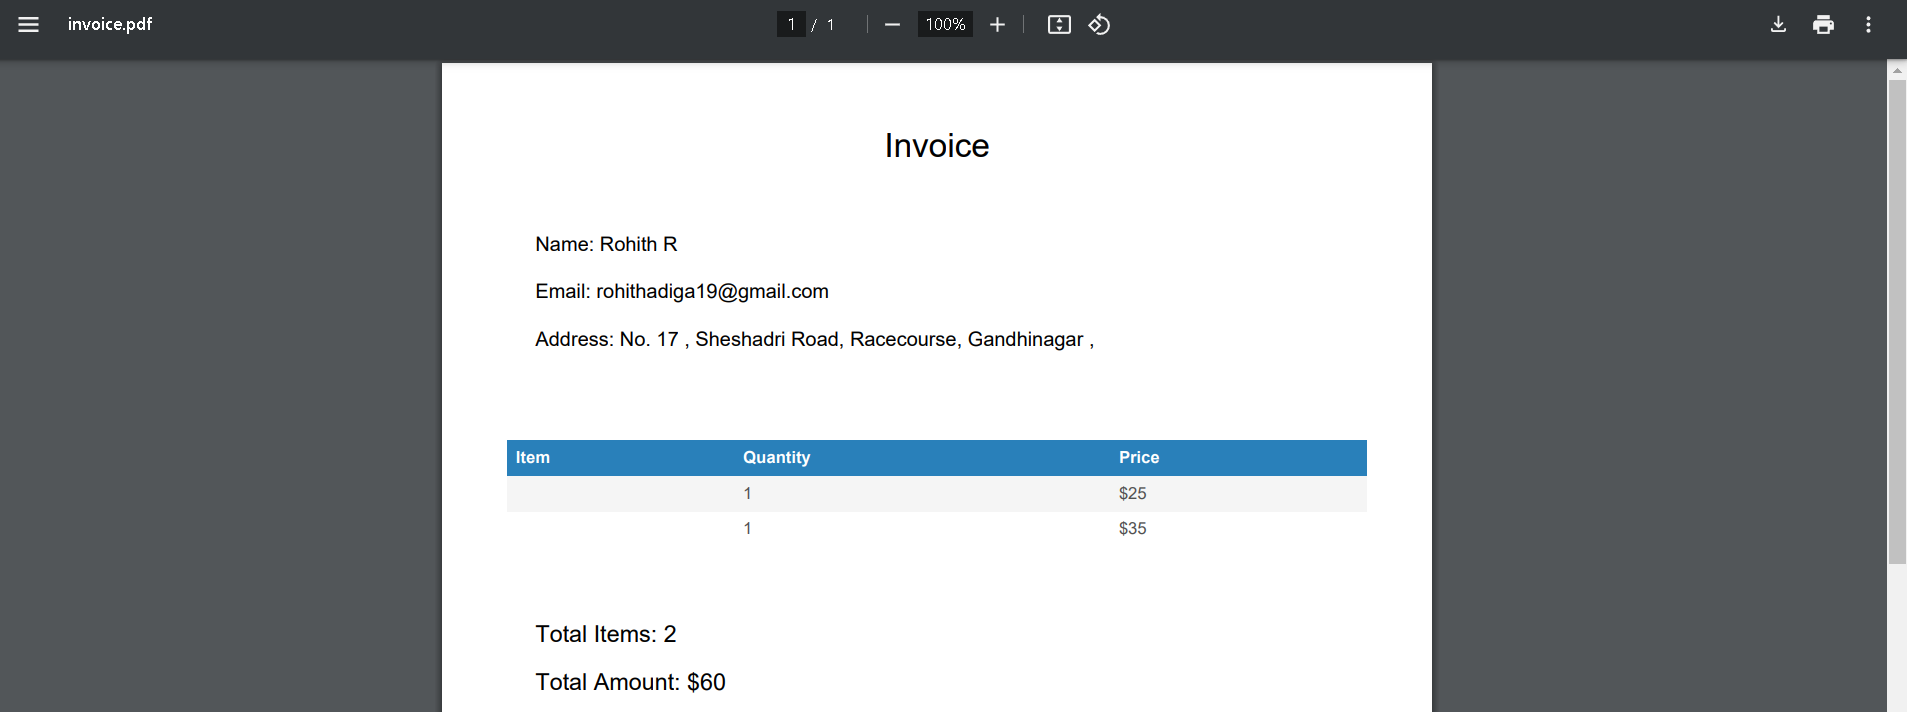 invoice.pdf
1 / 1
100%
Invoice
Name: Rohith R
Email: rohithadiga19@gmail.com
Address: No. 17 , Sheshadri Road, Racecourse, Gandhinagar ,
Item Quantity Price
1 $25
1 $35
Total Items: 2
Total Amount: $60